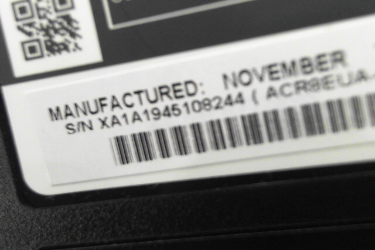 MANUFACTURED: NOVEMBER
S/N XA1A1945108244 ( ACR8EUA